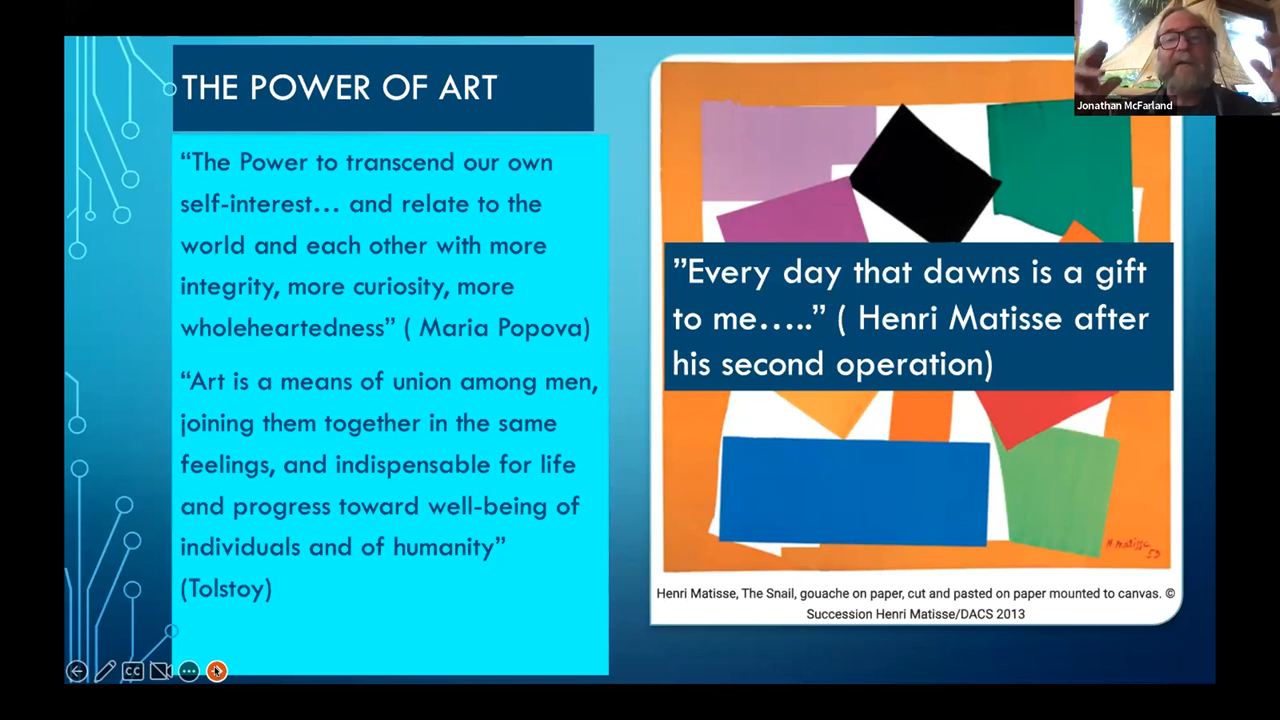 THE POWER OF ART
“The Power to transcend our own
self-interest… and relate to the
world and each other with more
integrity, more curiosity, more
wholeheartedness” ( Maria Popova)
“Art is a means of union among men,
joining them together in the same
feelings, and indispensable for life
and progress toward well-being of
individuals and of humanity”
(Tolstoy)
Jonathan McFarland
”Every day that dawns is a gift
to me…..” ( Henri Matisse after
his second operation)
H matisse
53
Henri Matisse, The Snail, gouache on paper, cut and pasted on paper mounted to canvas. ©
Succession Henri Matisse/DACS 2013
CC